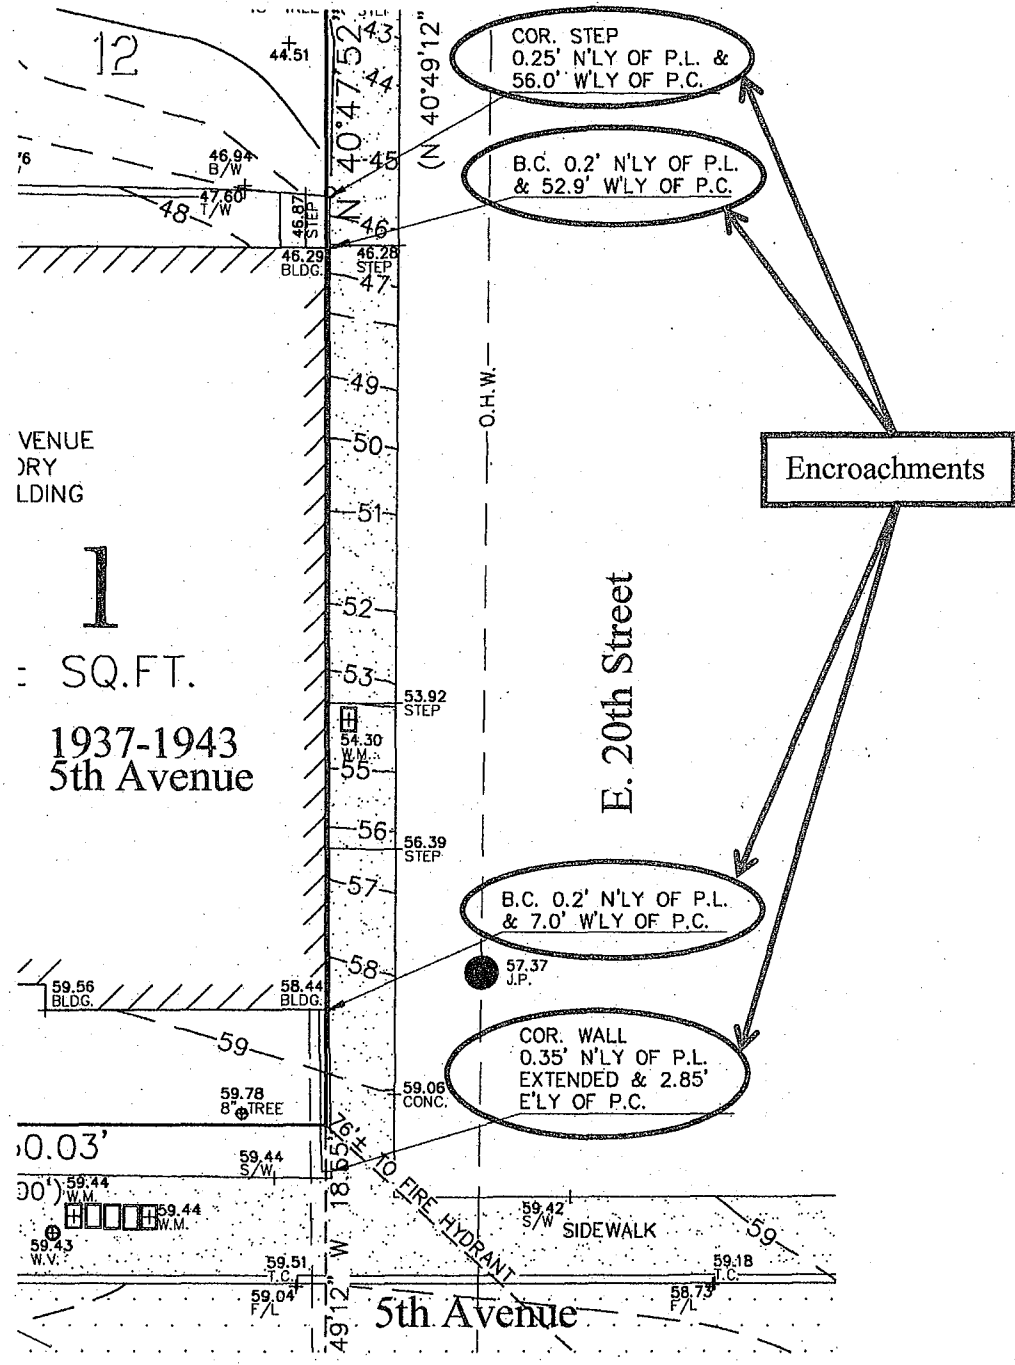 12
44.51
43
44
45
46
47
N 40°47'52"
(N 40°49'12")
COR. STEP
0.25' N'LY OF P.L. &
56.0' W'LY OF P.C.
B.C. 0.2' N'LY OF P.L.
& 52.9' W'LY OF P.C.
46.94
B/W
47.60
T/W
48
46.87
STEP
46.29
BLDG.
46.28
STEP
49
50
51
52
53
O.H.W.
VENUE
LDING
Encroachments
1
SQ.FT.
1937-1943
5th Avenue
E. 20th Street
53.92
STEP
54.30
W.M.
55
56
56.39
STEP
57
B.C. 0.2' N'LY OF P.L.
& 7.0' W'LY OF P.C.
58
57.37
J.P.
59.56
BLDG.
58.44
BLDG.
59
COR. WALL
0.35' N'LY OF P.L.
EXTENDED & 2.85'
E'LY OF P.C.
59.06
CONC.
59.78
8" TREE
0.03'
00')
59.44
S/W
59.44
W.M.
59.44
W.M.
59.43
W.V.
76'± TO FIRE HYDRANT
18.65'
59.42
S/W
SIDEWALK
59
59.51
T.C.
59.04
F/L
59.18
T.C.
58.73
F/L
49'12" W
5th Avenue